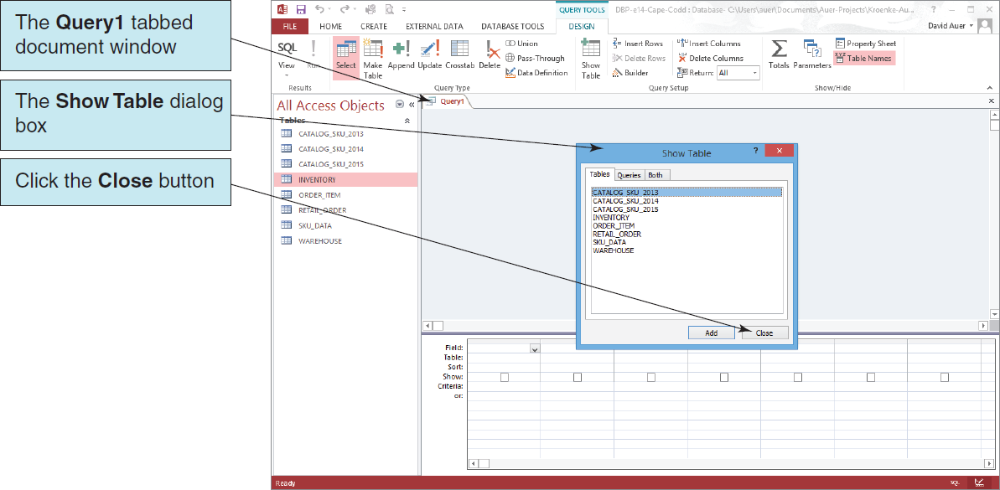 The Query1 tabbed
document window
The Show Table dialog
box
Click the Close button
QUERY TOOLS
DBP-e14-Cape-Codd : Database- C:\Users\auer\Documents\Auer-Projects\Kroenke-Au...
?
FILE HOME CREATE EXTERNAL DATA DATABASE TOOLS DESIGN
David Auer
SQL
View
Run
Results
Select
Make
Table
Append
Update
Crosstab
Delete
Union
Pass-Through
Data Definition
Query Type
Show
Table
Insert Rows
Delete Rows
Builder
Insert Columns
Delete Columns
Return: All
Query Setup
Totals
Parameters
Property Sheet
XYZ Table Names
Show/Hide
All Access Objects «
Tables
CATALOG_SKU_2013
CATALOG_SKU_2014
CATALOG_SKU_2015
INVENTORY
ORDER_ITEM
RETAIL_ORDER
SKU_DATA
WAREHOUSE
Query1
Show Table ?
Tables Queries Both
CATALOG_SKU_2013
CATALOG_SKU_2014
CATALOG_SKU_2015
INVENTORY
ORDER_ITEM
RETAIL_ORDER
SKU_DATA
WAREHOUSE
Add Close
Field:
Table:
Sort:
Show:
Criteria:
or:
Ready
SQL